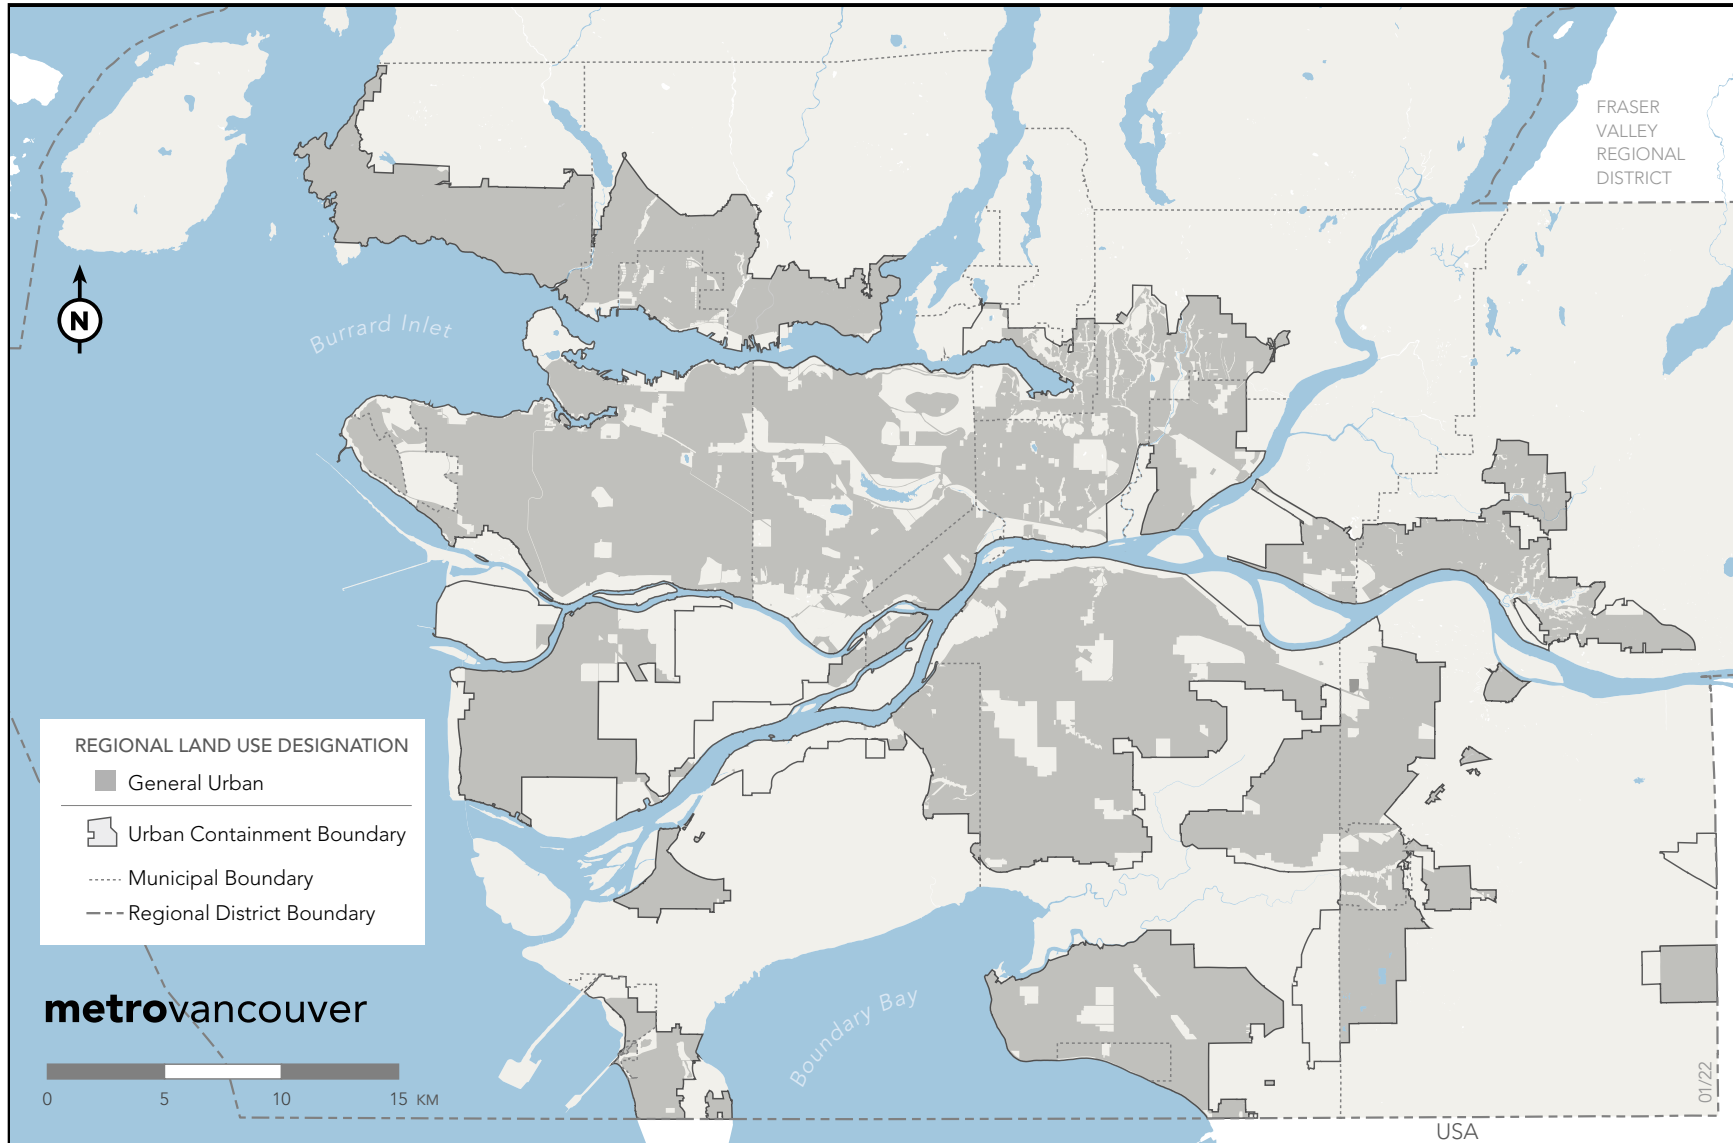 FRASER
VALLEY
REGIONAL
DISTRICT
N
Burrard Inlet
REGIONAL LAND USE DESIGNATION
General Urban
Urban Containment Boundary
Municipal Boundary
Regional District Boundary
metrovancouver
Boundary Bay
0 5 10 15 KM
01/22
USA